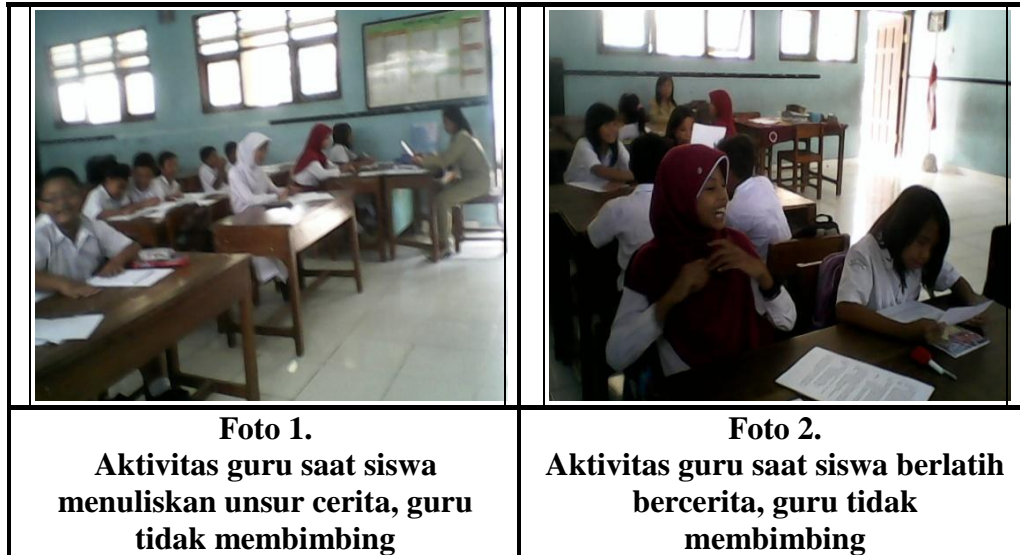 Foto 1.
Aktivitas guru saat siswa
menuliskan unsur cerita, guru
tidak membimbing
Foto 2.
Aktivitas guru saat siswa berlatih
bercerita, guru tidak
membimbing